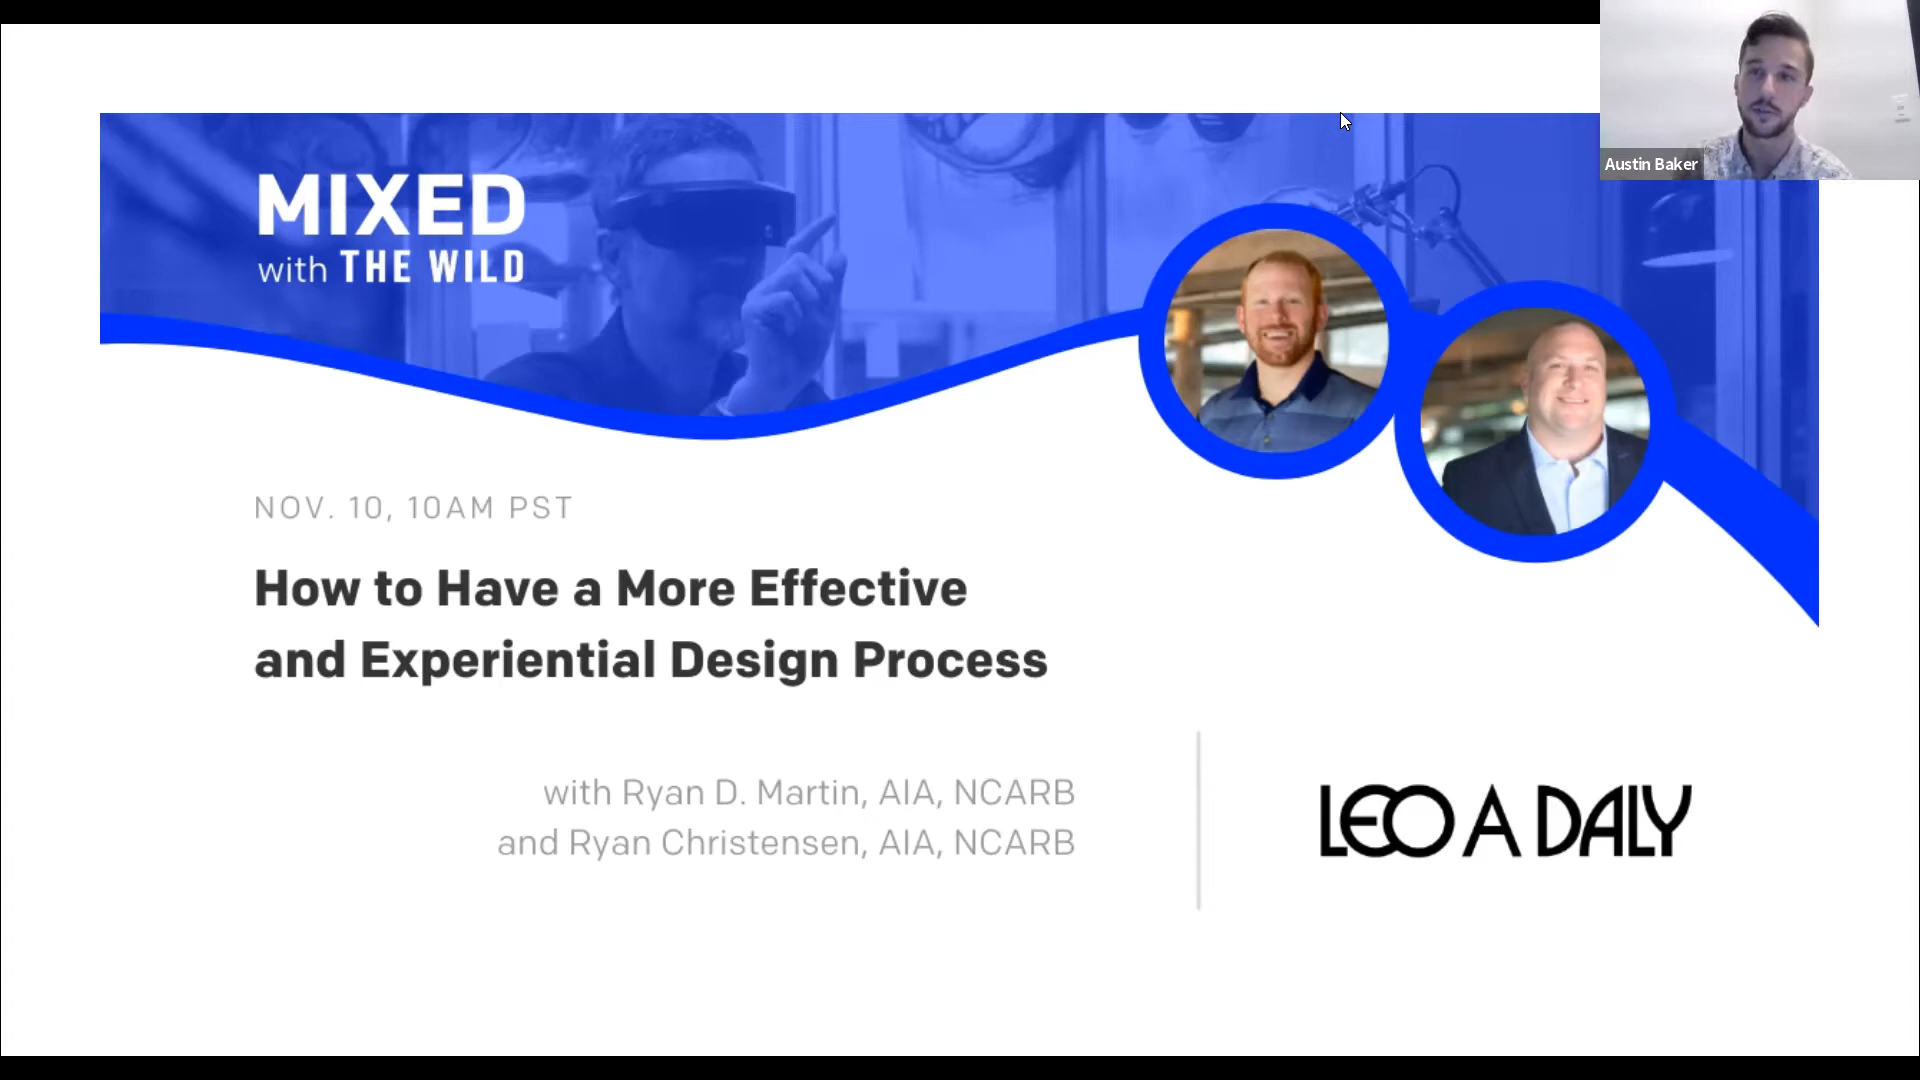 MIXED
with THE WILD
Austin Baker
NOV. 10, 10AM PST
How to Have a More Effective
and Experiential Design Process
with Ryan D. Martin, AIA, NCARB
and Ryan Christensen, AIA, NCARB
LEO A DALY